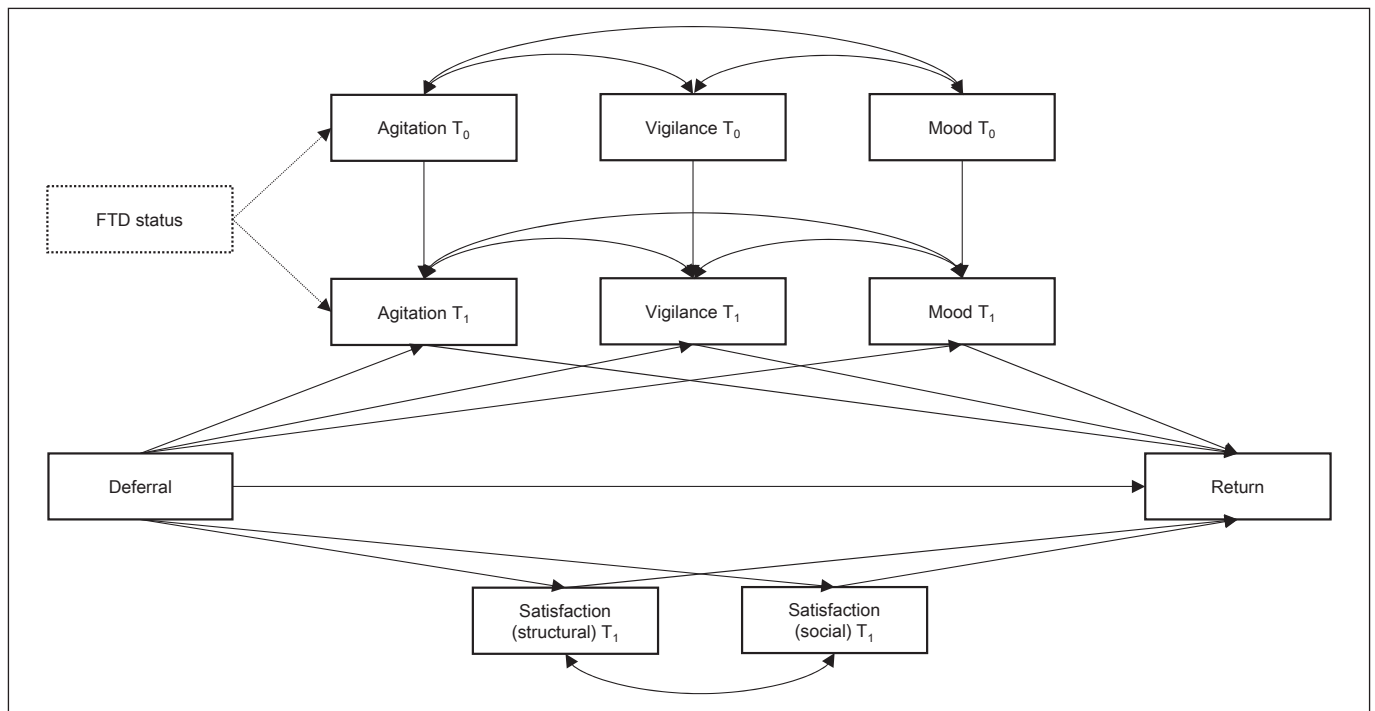 Agitation T₀
Vigilance T₀
Mood T₀
FTD status
Agitation T₁
Vigilance T₁
Mood T₁
Deferral
Return
Satisfaction
(structural) T₁
Satisfaction
(social) T₁